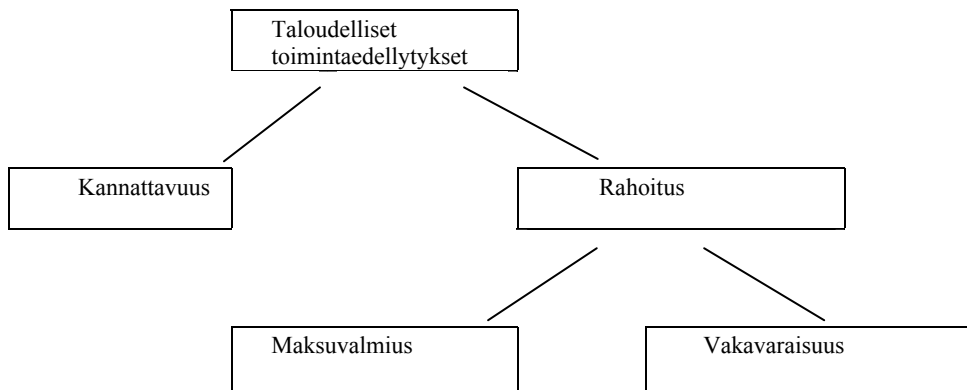 Taloudelliset
toimintaedellytykset
Kannattavuus
Rahoitus
Maksuvalmius
Vakavaraisuus